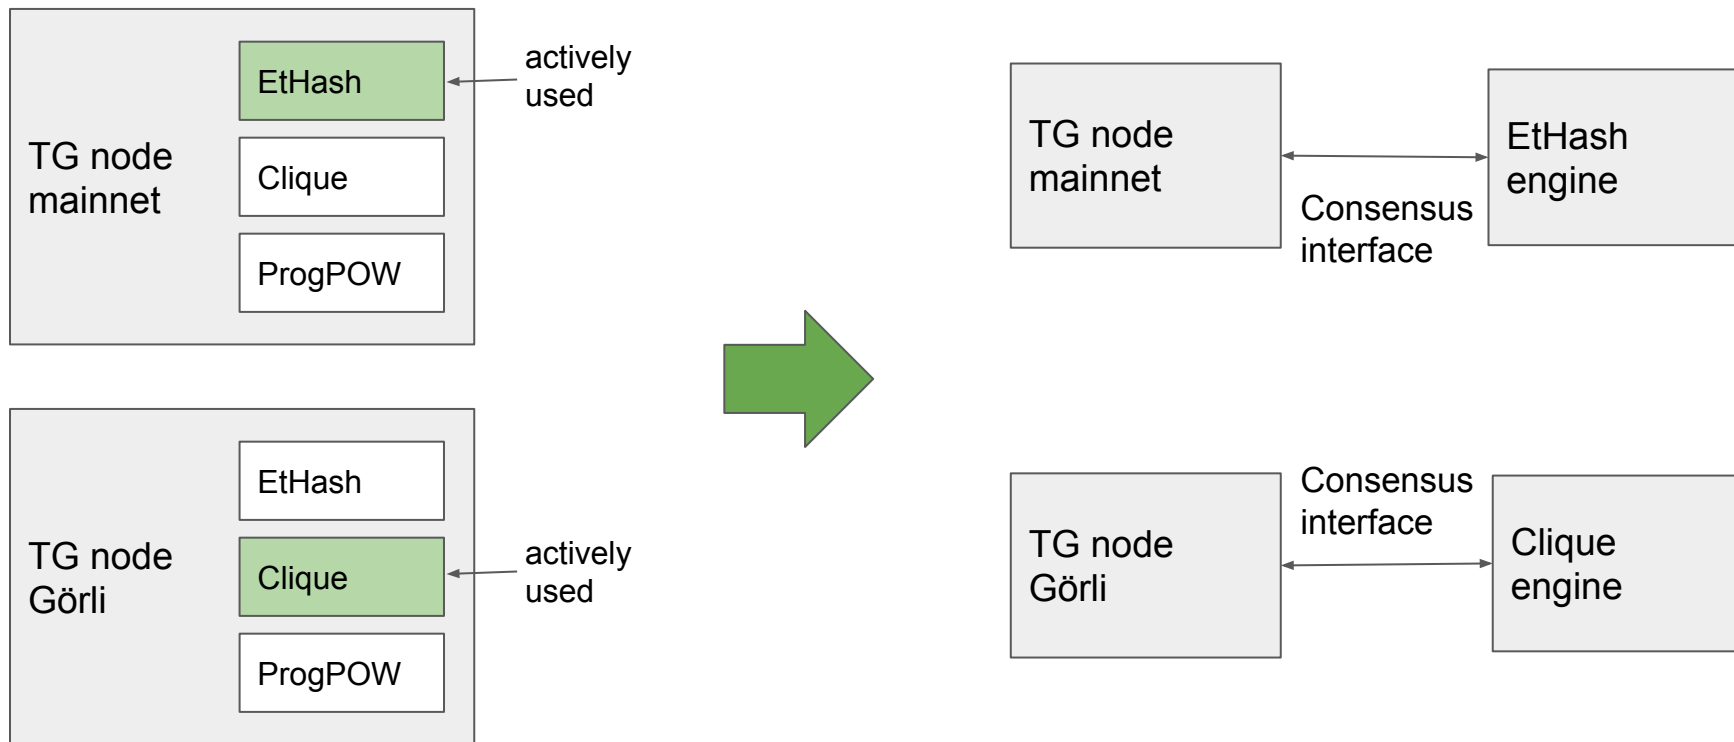 EtHash
actively
used
TG node
mainnet
Clique
ProgPOW
EtHash
TG node
Görli
Clique
actively
used
ProgPOW
TG node
mainnet
Consensus
interface
EtHash
engine
TG node
Görli
Consensus
interface
Clique
engine